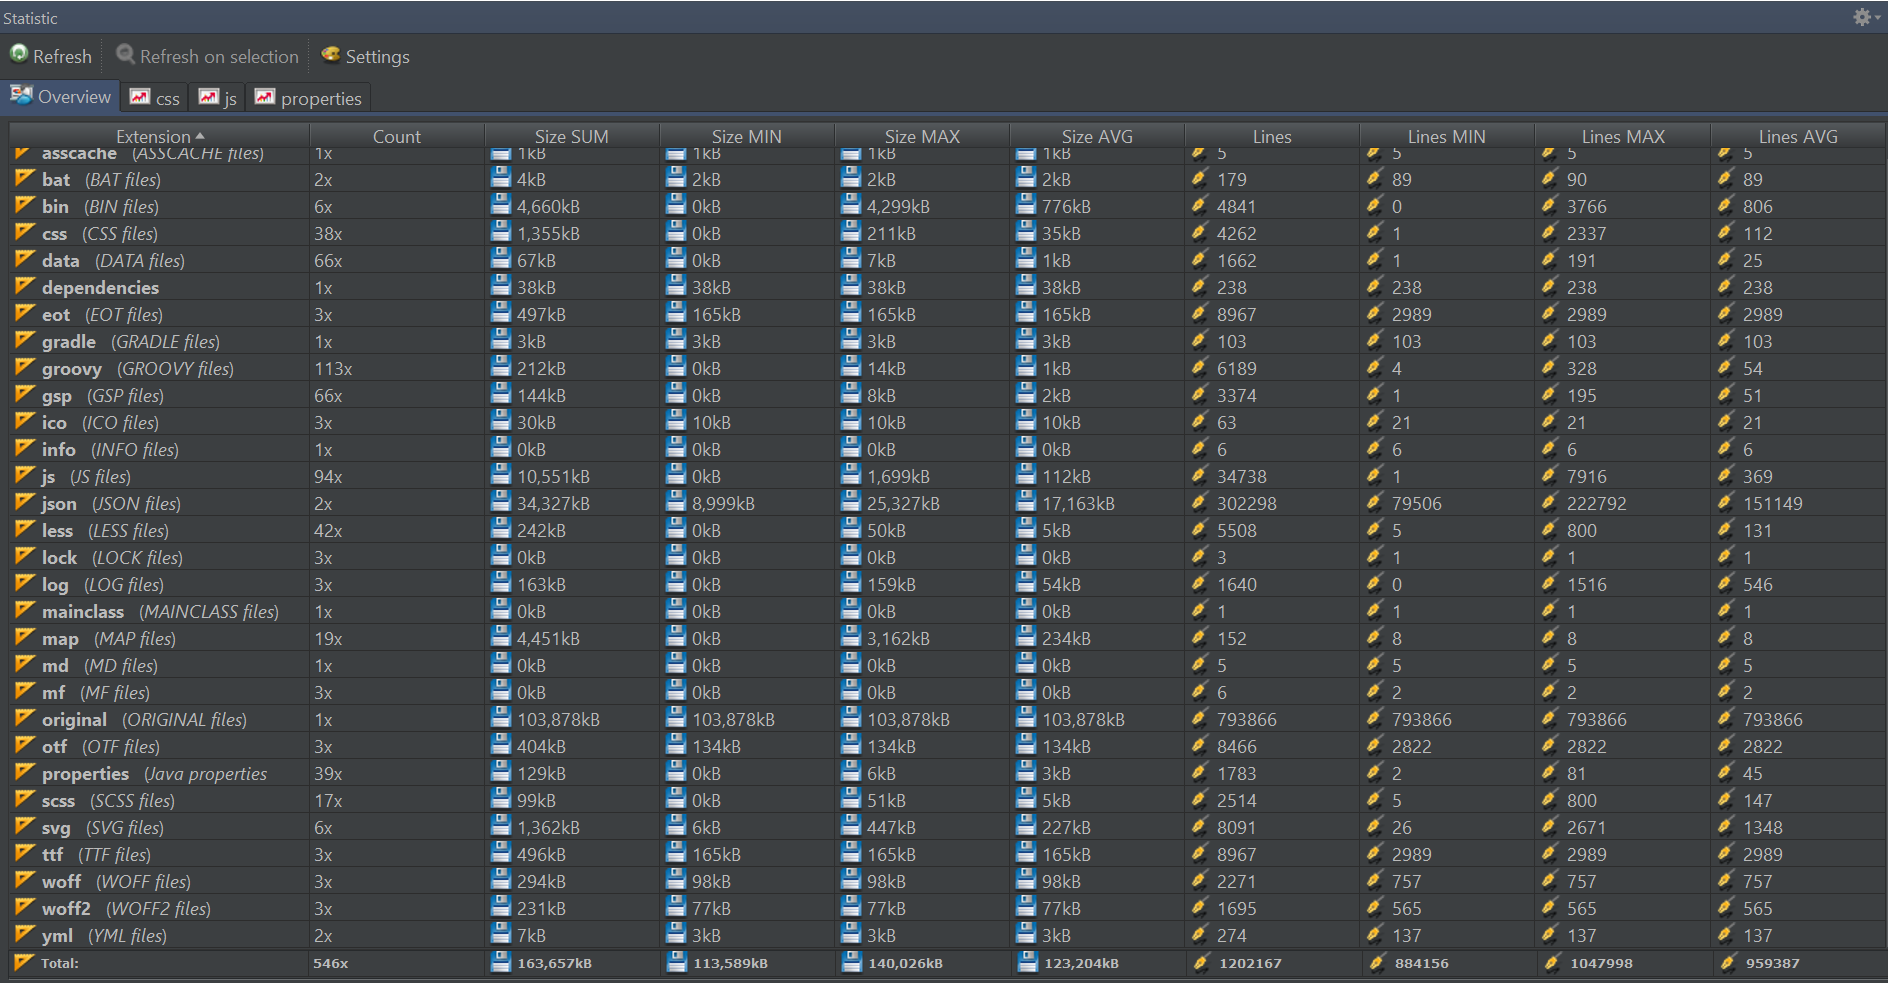 Statistic
Refresh Refresh on selection Settings
Overview css js properties
Extension Count Size SUM Size MIN Size MAX Size AVG Lines Lines MIN Lines MAX Lines AVG
asscache (ASSCACHE files) 1x 1kB 1kB 1kB 1kB 5 5 5 5
bat (BAT files) 2x 4kB 2kB 2kB 2kB 179 89 90 89
bin (BIN files) 6x 4,660kB 0kB 4,299kB 776kB 4841 0 3766 806
css (CSS files) 38x 1,355kB 0kB 211kB 35kB 4262 1 2337 112
data (DATA files) 66x 67kB 0kB 7kB 1kB 1662 1 191 25
dependencies 1x 38kB 38kB 38kB 38kB 238 238 238 238
eot (EOT files) 3x 497kB 165kB 165kB 165kB 8967 2989 2989 2989
gradle (GRADLE files) 1x 3kB 3kB 3kB 3kB 103 103 103 103
groovy (GROOVY files) 113x 212kB 0kB 14kB 1kB 6189 4 328 54
gsp (GSP files) 66x 144kB 0kB 8kB 2kB 3374 1 195 51
ico (ICO files) 3x 30kB 10kB 10kB 10kB 63 21 21 21
info (INFO files) 1x 0kB 0kB 0kB 0kB 6 6 6 6
js (JS files) 94x 10,551kB 0kB 1,699kB 112kB 34738 1 7916 369
json (JSON files) 2x 34,327kB 8,999kB 25,327kB 17,163kB 302298 79506 222792 151149
less (LESS files) 42x 242kB 0kB 50kB 5kB 5508 5 800 131
lock (LOCK files) 3x 0kB 0kB 0kB 0kB 3 1 1 1
log (LOG files) 3x 163kB 0kB 159kB 54kB 1640 0 1516 546
mainclass (MAINCLASS files) 1x 0kB 0kB 0kB 0kB 1 1 1 1
map (MAP files) 19x 4,451kB 0kB 3,162kB 234kB 152 8 8 8
md (MD files) 1x 0kB 0kB 0kB 0kB 5 5 5 5
mf (MF files) 3x 0kB 0kB 0kB 0kB 6 2 2 2
original (ORIGINAL files) 1x 103,878kB 103,878kB 103,878kB 103,878kB 793866 793866 793866 793866
otf (OTF files) 3x 404kB 134kB 134kB 134kB 8466 2822 2822 2822
properties (Java properties 39x 129kB 0kB 6kB 3kB 1783 2 81 45
scss (SCSS files) 17x 99kB 0kB 51kB 5kB 2514 5 800 147
svg (SVG files) 6x 1,362kB 6kB 447kB 227kB 8091 26 2671 1348
ttf (TTF files) 3x 496kB 165kB 165kB 165kB 8967 2989 2989 2989
woff (WOFF files) 3x 294kB 98kB 98kB 98kB 2271 757 757 757
woff2 (WOFF2 files) 3x 231kB 77kB 77kB 77kB 1695 565 565 565
yml (YML files) 2x 7kB 3kB 3kB 3kB 274 137 137 137
Total: 546x 163,657kB 113,589kB 140,026kB 123,204kB 1202167 884156 1047998 959387